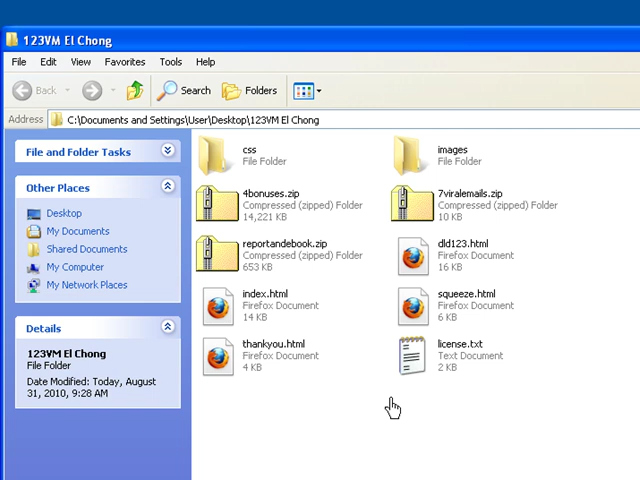 123VM El Chong
File Edit View Favorites Tools Help
Back Search Folders
Address C:\Documents and Settings\User\Desktop\123VM El Chong
File and Folder Tasks
Other Places
Desktop
My Documents
Shared Documents
My Computer
My Network Places
Details
123VM El Chong
File Folder
Date Modified: Today, August
31, 2010, 9:28 AM
css
File Folder
images
File Folder
4bonuses.zip
Compressed (zipped) Folder
14,221 KB
7viralemails.zip
Compressed (zipped) Folder
10 KB
reportandebook.zip
Compressed (zipped) Folder
653 KB
dld123.html
Firefox Document
16 KB
index.html
Firefox Document
14 KB
squeeze.html
Firefox Document
6 KB
thankyou.html
Firefox Document
4 KB
license.txt
Text Document
2 KB